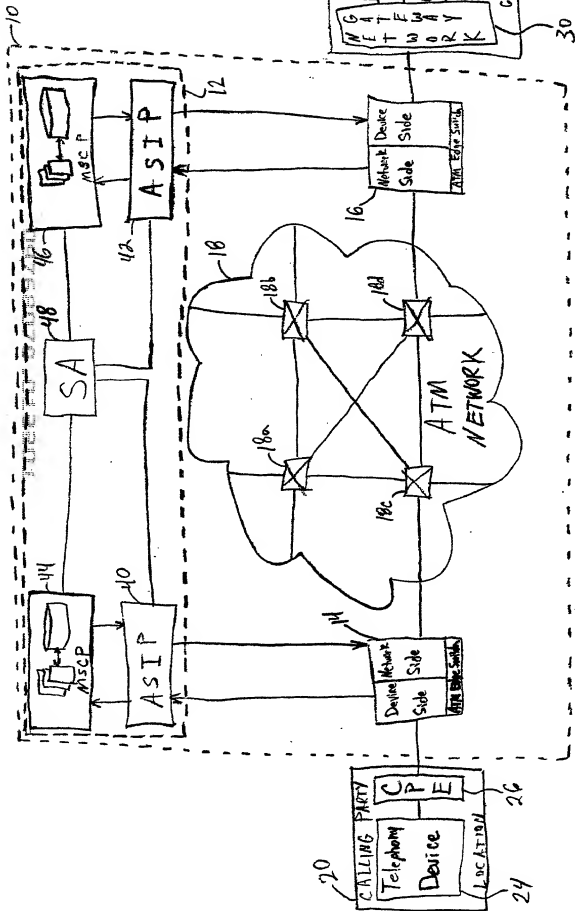 10
46
MSCP
12
ASIP
42
48
SA
44
MSCP
40
ASIP
16
Network Side
Device Side
ATM Edge Switch
GATEWAY
NETWORK
30
18
18b
18d
18a
18c
ATM
NETWORK
14
Device Side
Network Side
ATM Edge Switch
20
CALLING PARTY
LOCATION
Telephony
Device
24
CPE
26